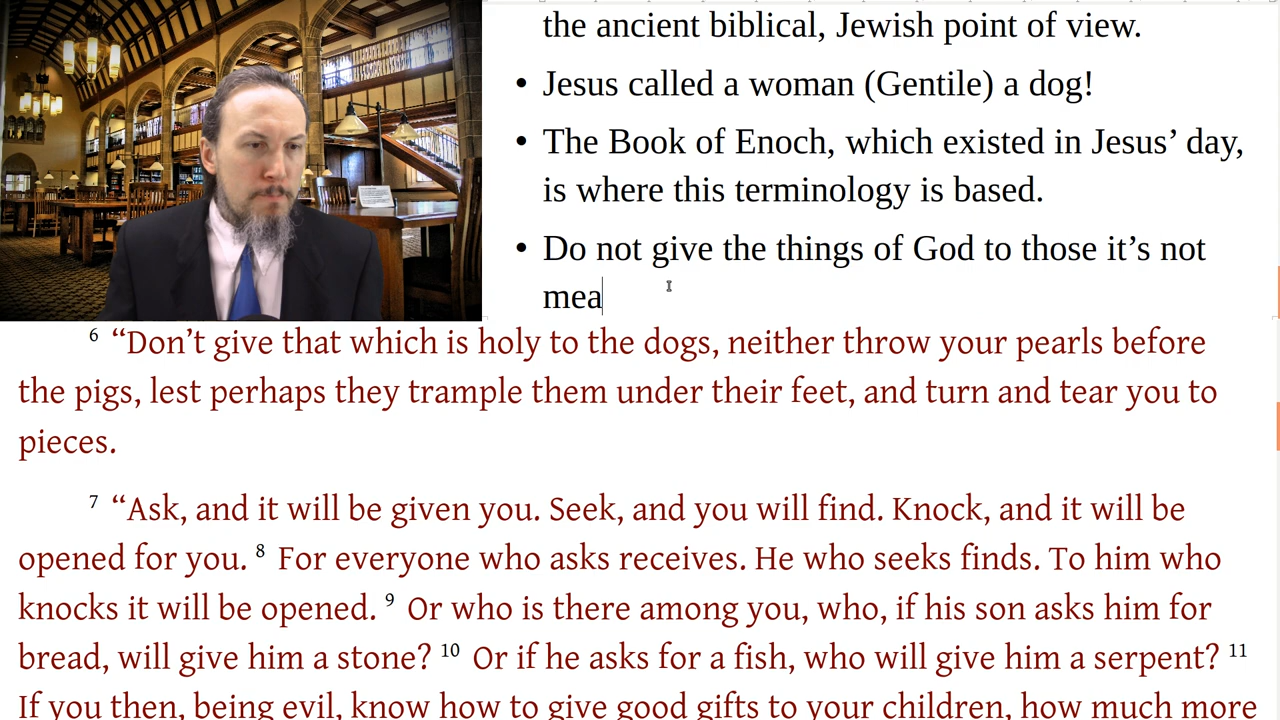 the ancient biblical, Jewish point of view.
• Jesus called a woman (Gentile) a dog!
• The Book of Enoch, which existed in Jesus’ day,
is where this terminology is based.
• Do not give the things of God to those it’s not
mea
6 “Don’t give that which is holy to the dogs, neither throw your pearls before
the pigs, lest perhaps they trample them under their feet, and turn and tear you to
pieces.
7 “Ask, and it will be given you. Seek, and you will find. Knock, and it will be
opened for you. 8 For everyone who asks receives. He who seeks finds. To him who
knocks it will be opened. 9 Or who is there among you, who, if his son asks him for
bread, will give him a stone? 10 Or if he asks for a fish, who will give him a serpent? 11
If you then, being evil, know how to give good gifts to your children, how much more